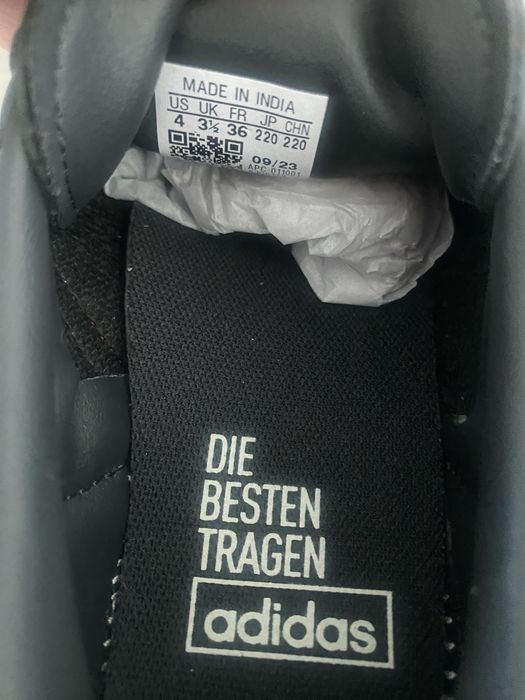 MADE IN INDIA
US UK FR JP CHN
4 3½ 36 220 220
09/23
DIE
BESTEN
TRAGEN
adidas